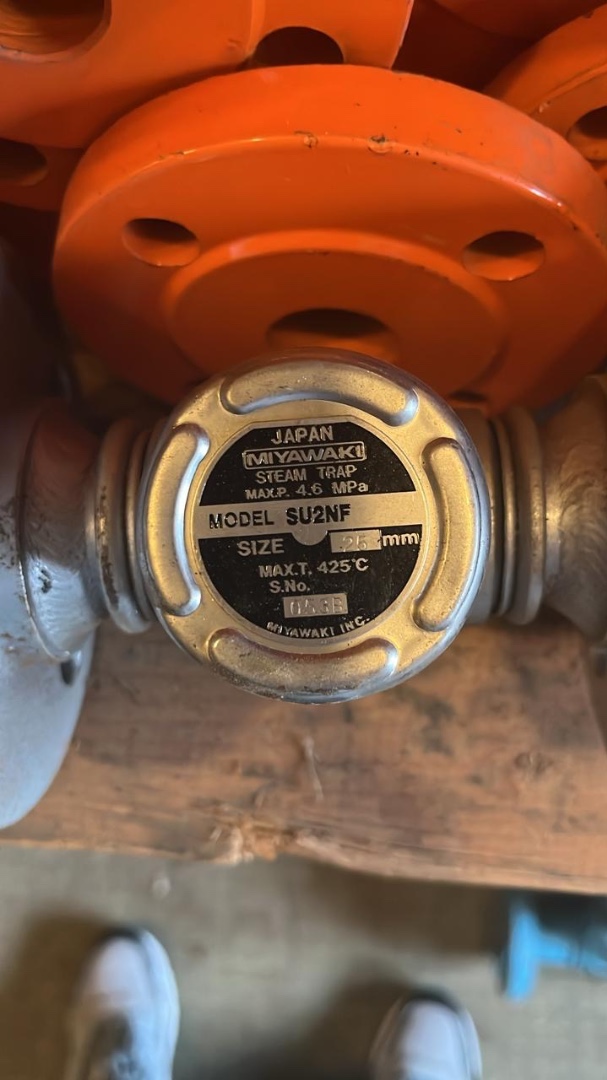 JAPAN
MIYAWAKI
STEAM TRAP
MAX.P. 4.6 MPa
MODEL SU2NF
SIZE 25 mm
MAX.T. 425°C
S.No.
MIYAWAKI INC.